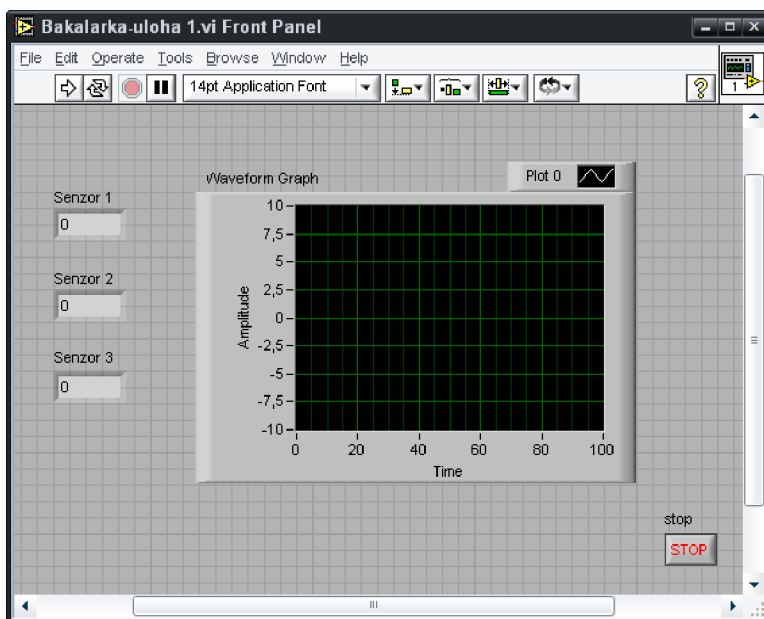 Bakalarka-uloha 1.vi Front Panel
File Edit Operate Tools Browse Window Help
14pt Application Font
?
1
Waveform Graph
Plot 0
Senzor 1
0
Senzor 2
0
Senzor 3
0
Amplitude
10
7,5
5
2,5
0
-2,5
-5
-7,5
-10
0 20 40 60 80 100
Time
stop
STOP